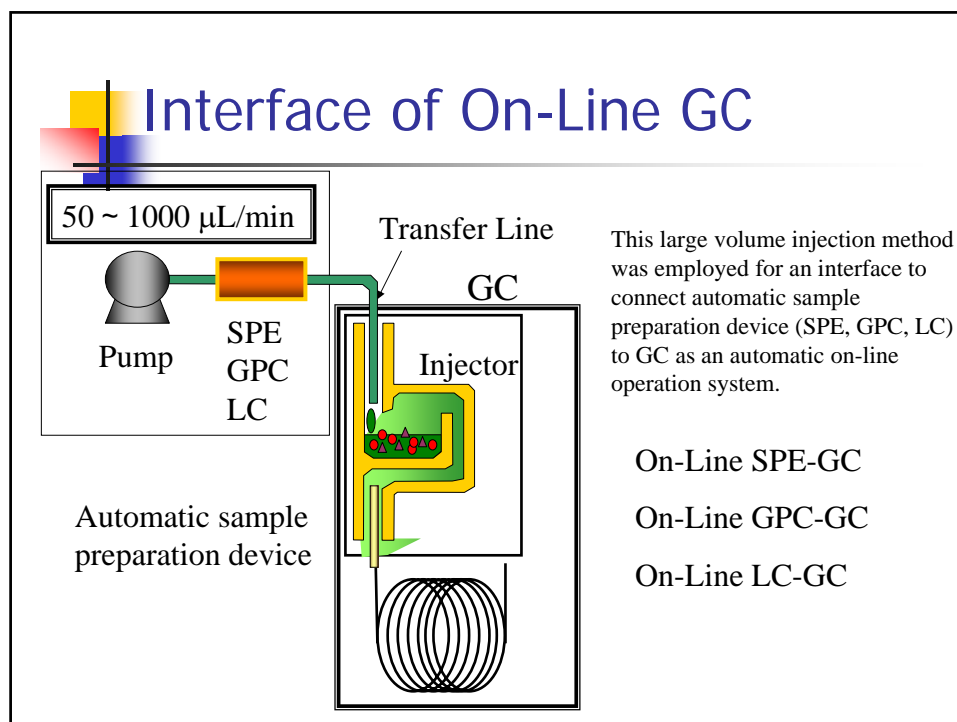 Interface of On-Line GC
50 ~ 1000 μL/min
Transfer Line
GC
Pump
SPE
GPC
LC
Injector
Automatic sample
preparation device
This large volume injection method
was employed for an interface to
connect automatic sample
preparation device (SPE, GPC, LC)
to GC as an automatic on-line
operation system.
On-Line SPE-GC
On-Line GPC-GC
On-Line LC-GC